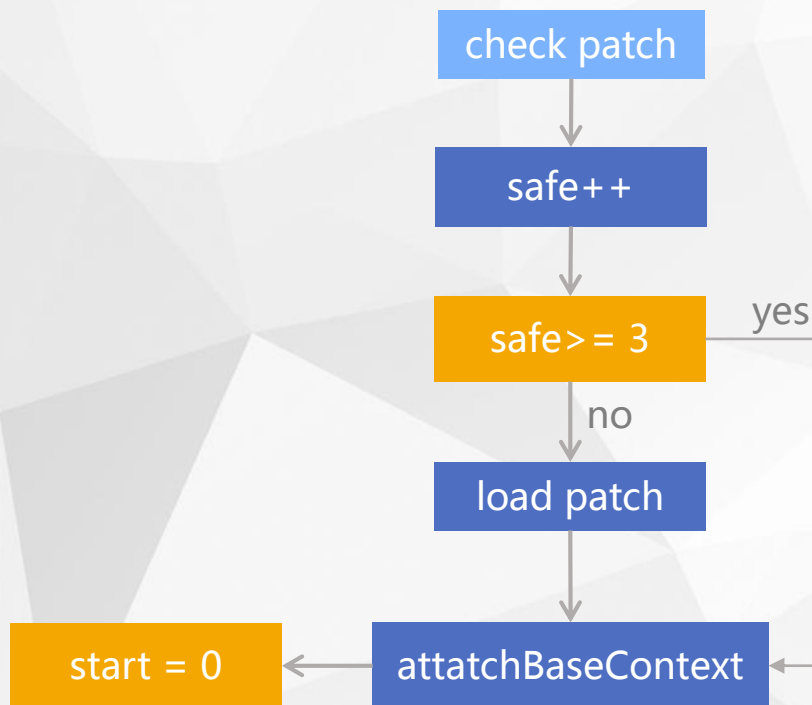 check patch
safe++
safe>= 3
yes
no
load patch
start = 0
attatchBaseContext